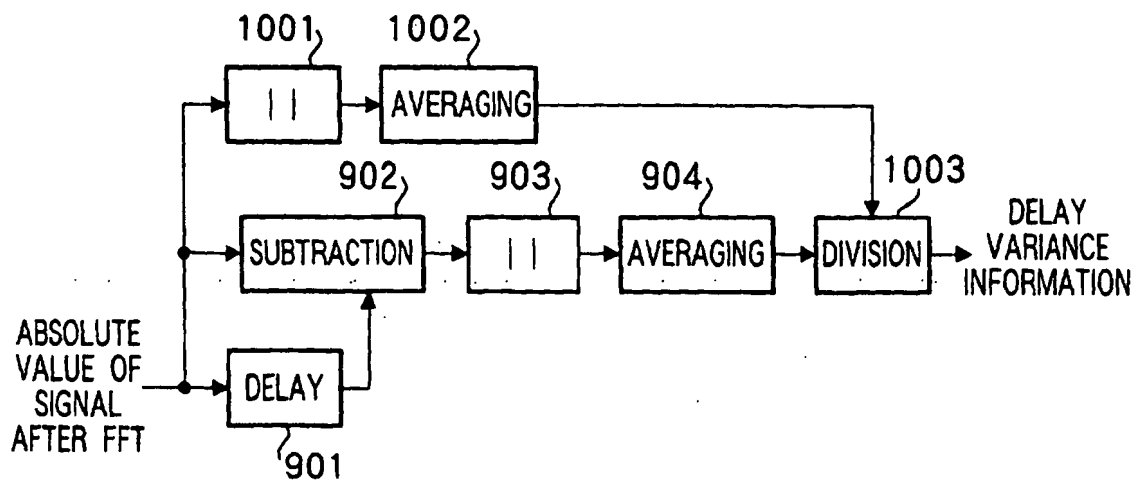 1001
1002
| |
AVERAGING
902
903
904
1003
SUBTRACTION
| |
AVERAGING
DIVISION
DELAY
VARIANCE
INFORMATION
ABSOLUTE
VALUE OF
SIGNAL
AFTER FFT
DELAY
901